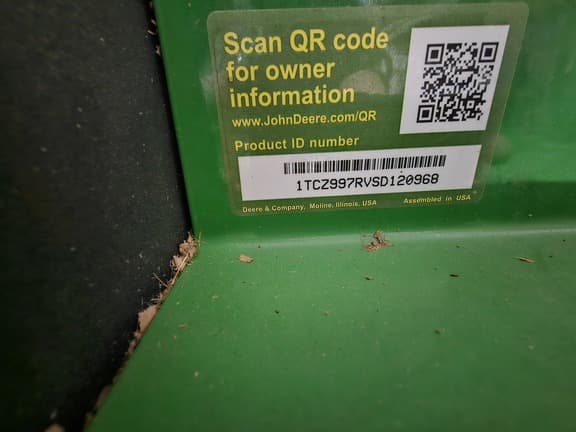 Scan QR code
for owner
information
www.JohnDeere.com/QR
Product ID number
1TCZ997RVSD120968
Deere & Company, Moline, Illinois, USA Assembled in USA